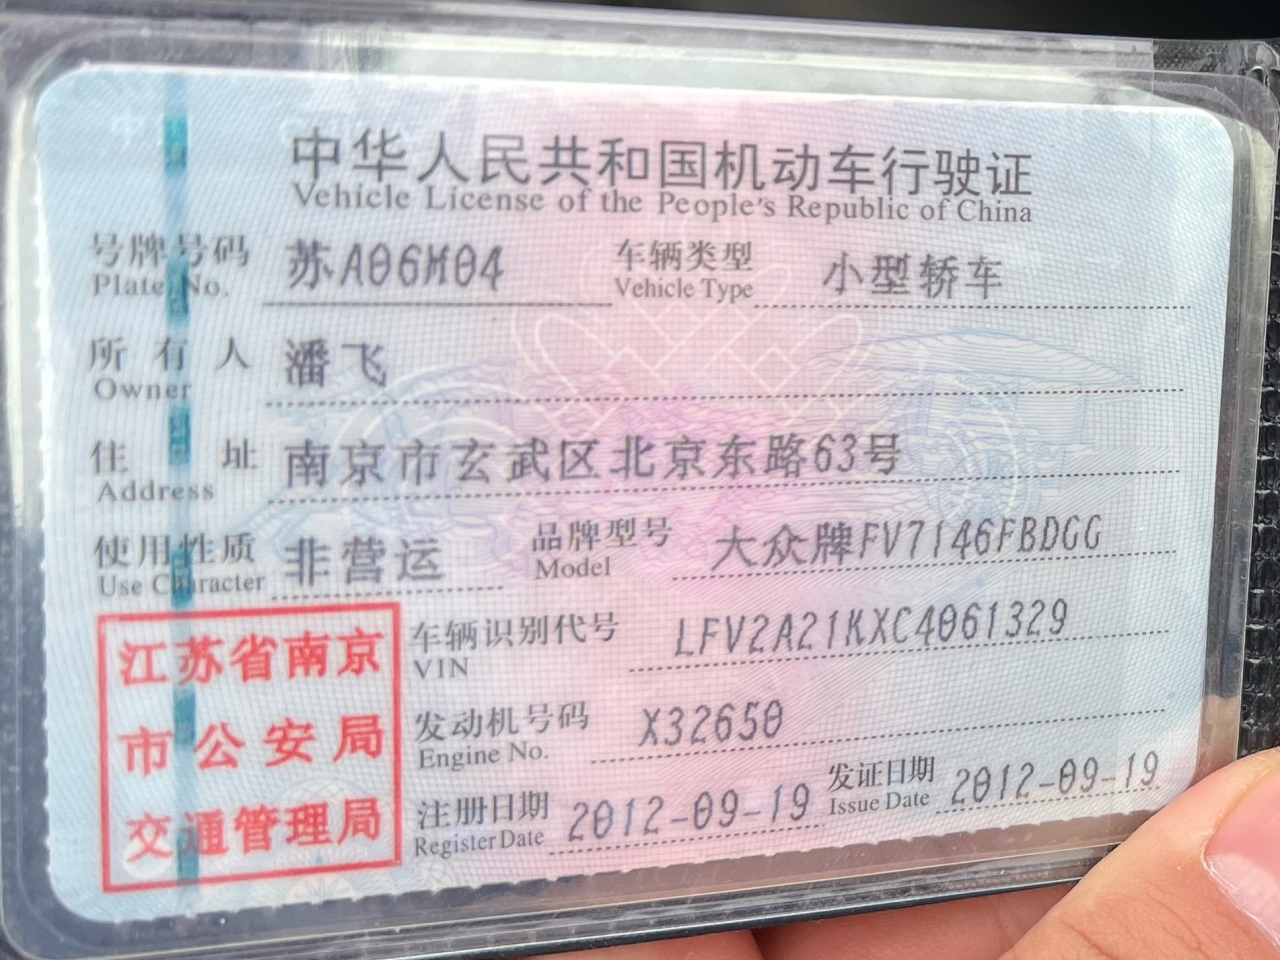 中华人民共和国机动车行驶证
Vehicle License of the People's Republic of China
号牌号码 苏A06M04 车辆类型 小型轿车
Plate No. Vehicle Type
所有人 潘飞
Owner
住址 南京市玄武区北京东路63号
Address
使用性质 非营运 品牌型号 大众牌FV7146FBDGG
Use Character Model
车辆识别代号 LFV2A21KXC4061329
VIN
发动机号码 X32650
Engine No.
注册日期 2012-09-19 发证日期 2012-09-19
Register Date Issue Date
江苏省南京
市公安局
交通管理局